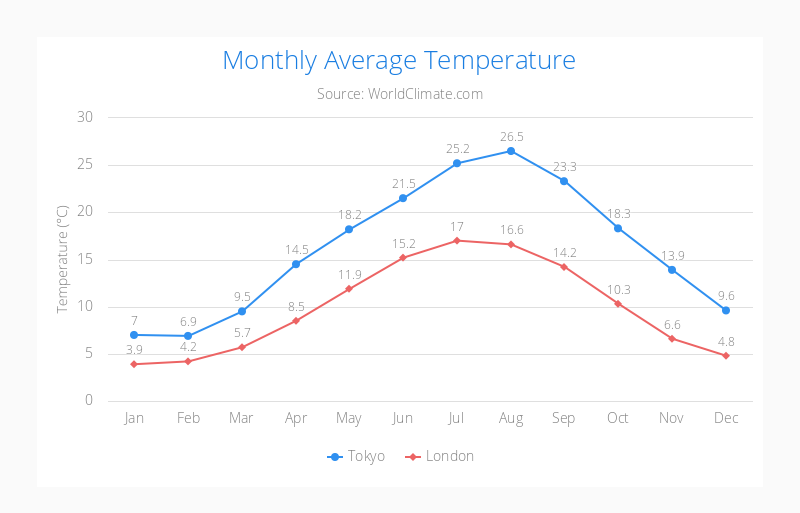 Monthly Average Temperature
Source: WorldClimate.com
Temperature (°C)
30
25
20
15
10
5
0
7 6.9 9.5 14.5 18.2 21.5 25.2 26.5 23.3 18.3 13.9 9.6
3.9 4.2 5.7 8.5 11.9 15.2 17 16.6 14.2 10.3 6.6 4.8
Jan Feb Mar Apr May Jun Jul Aug Sep Oct Nov Dec
Tokyo London